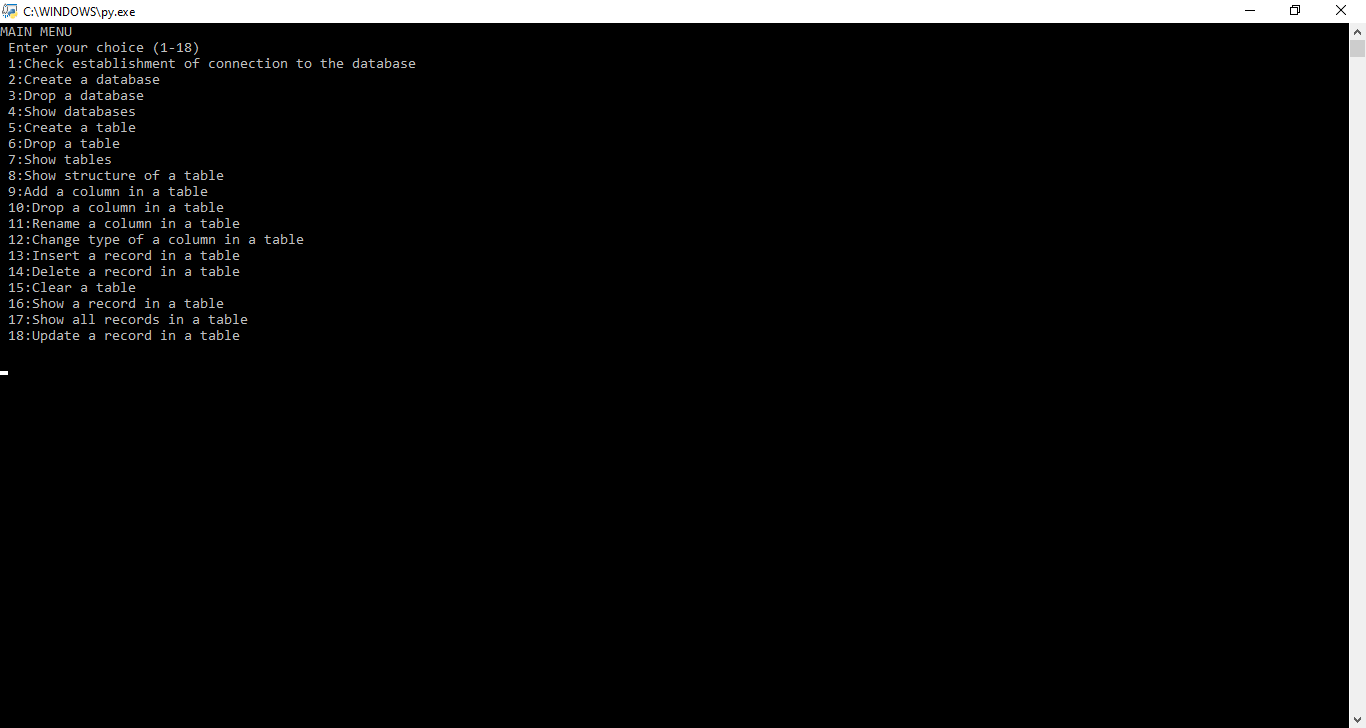 C:\WINDOWS\py.exe
MAIN MENU
Enter your choice (1-18)
1:Check establishment of connection to the database
2:Create a database
3:Drop a database
4:Show databases
5:Create a table
6:Drop a table
7:Show tables
8:Show structure of a table
9:Add a column in a table
10:Drop a column in a table
11:Rename a column in a table
12:Change type of a column in a table
13:Insert a record in a table
14:Delete a record in a table
15:Clear a table
16:Show a record in a table
17:Show all records in a table
18:Update a record in a table